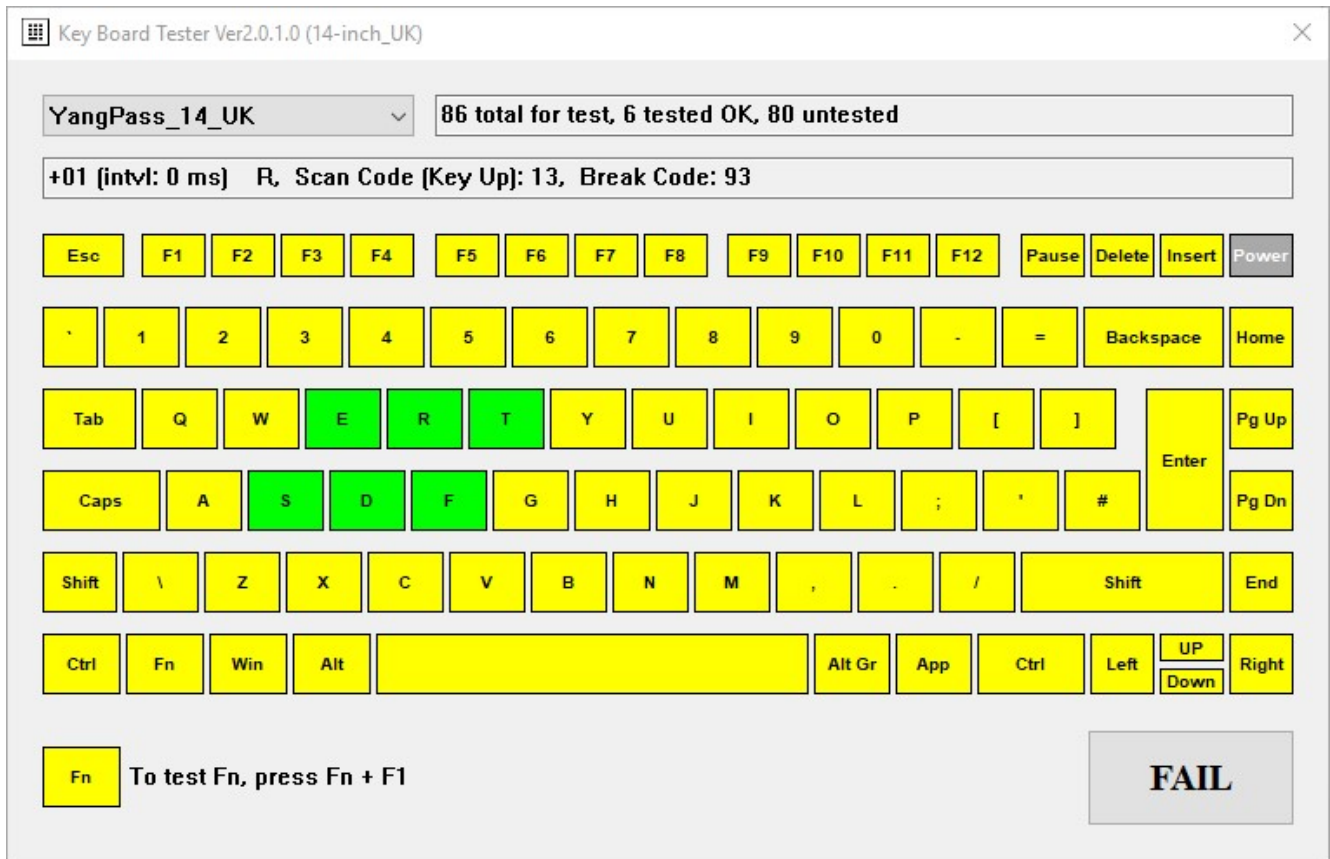 Key Board Tester Ver2.0.1.0 (14-inch_UK)
YangPass_14_UK
86 total for test, 6 tested OK, 80 untested
+01 (intvl: 0 ms) R, Scan Code (Key Up): 13, Break Code: 93
Esc F1 F2 F3 F4 F5 F6 F7 F8 F9 F10 F11 F12 Pause Delete Insert Power
` 1 2 3 4 5 6 7 8 9 0 - = Backspace Home
Tab Q W E R T Y U I O P [ ] Enter Pg Up
Caps A S D F G H J K L ; ' # Pg Dn
Shift \ Z X C V B N M , . / Shift End
Ctrl Fn Win Alt Alt Gr App Ctrl Left UP Down Right
Fn To test Fn, press Fn + F1
FAIL